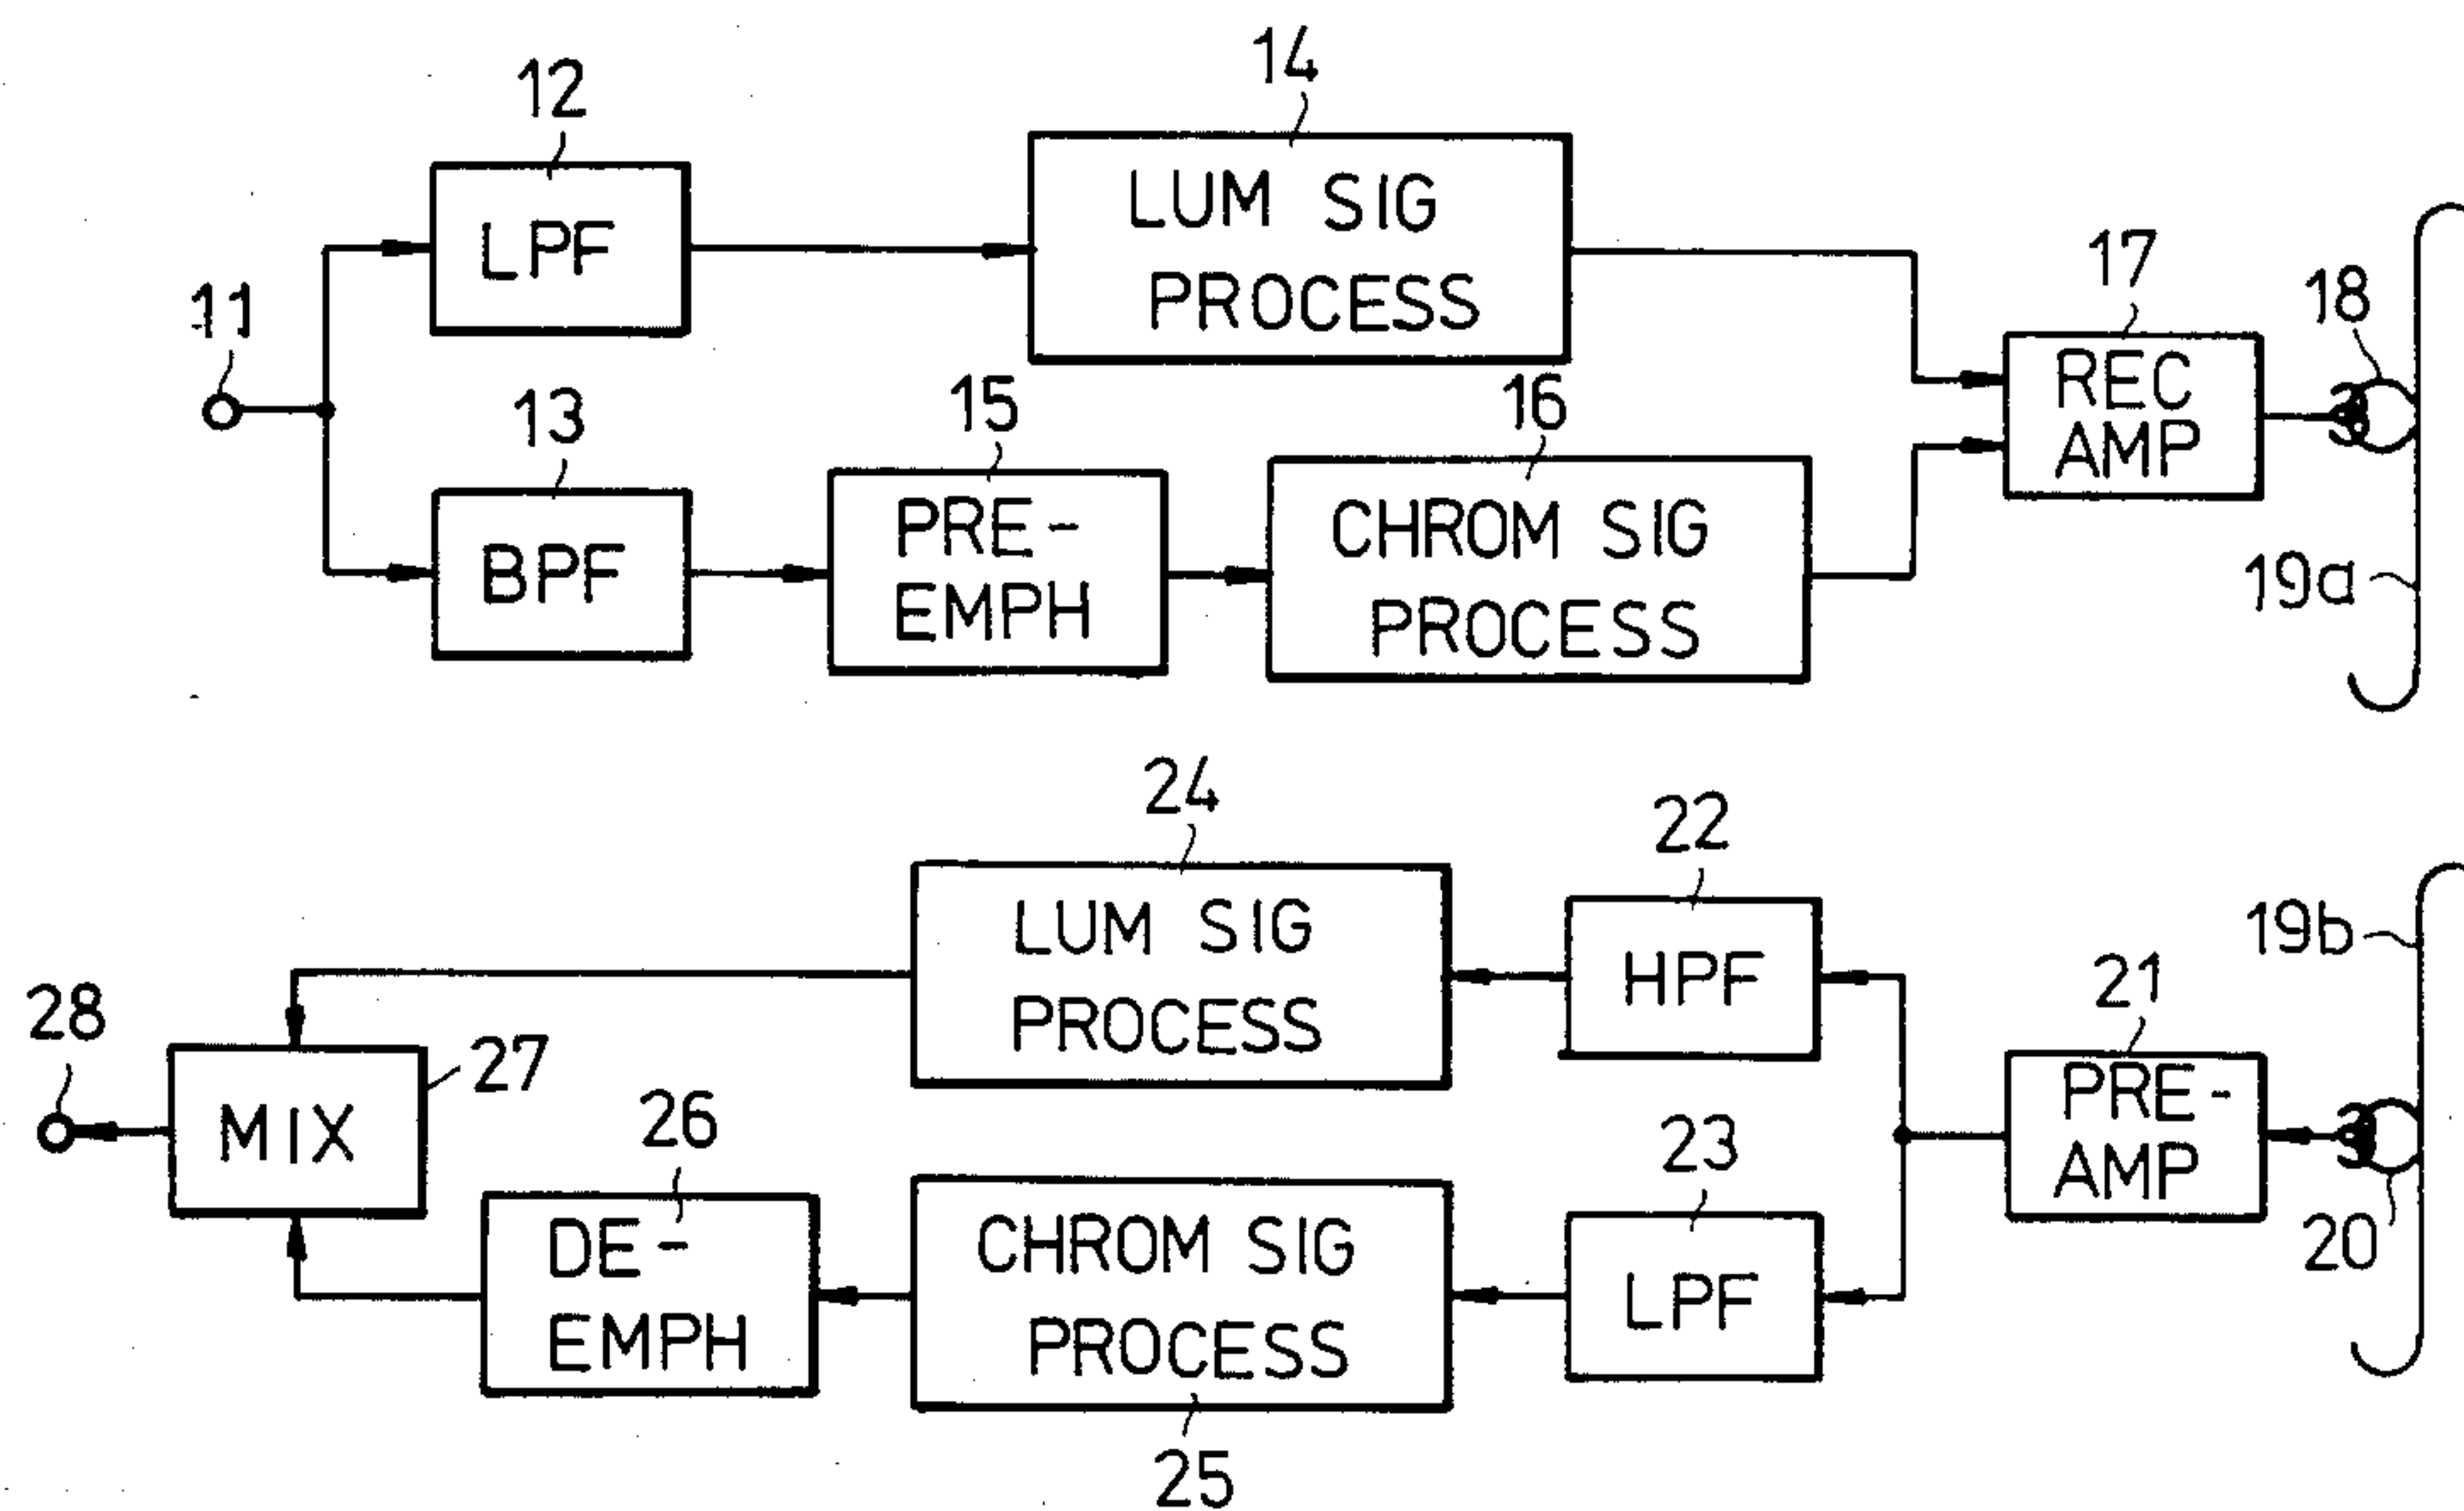 14
12
LUM SIG
PROCESS
17
LPF
18
11
REC
AMP
15
16
13
PRE-
EMPH
CHROM SIG
PROCESS
BPF
19a
24
22
LUM SIG
PROCESS
19b
HPF
21
28
27
PRE-
AMP
MIX
26
23
DE-
EMPH
CHROM SIG
PROCESS
20
LPF
25